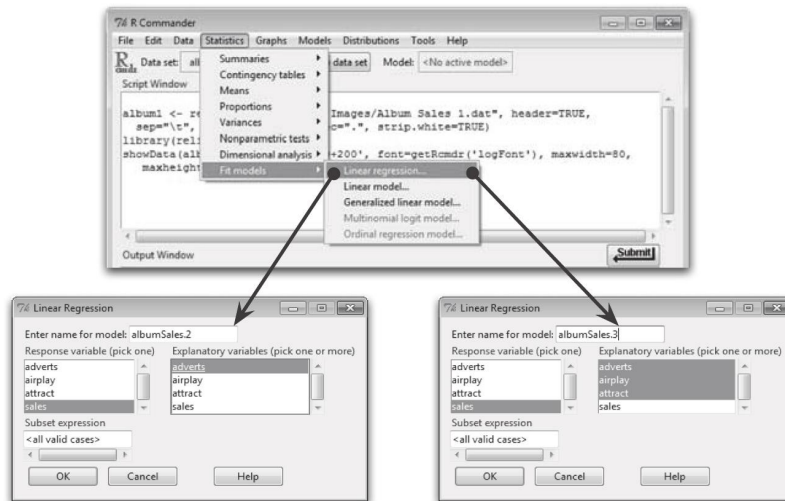 R Commander
File Edit Data Statistics Graphs Models Distributions Tools Help
Data set: data set Model: <No active model>
Script Window
Summaries
Contingency tables
Means
Proportions
Variances
Nonparametric tests
Dimensional analysis
Fit models
Linear regression...
Linear model...
Generalized linear model...
Multinomial logit model...
Ordinal regression model...
album1 <- Images/Album Sales 1.dat", header=TRUE,
sep="\t", strip.white=TRUE)
+200', font=getRcmdr('logFont'), maxwidth=80,
Output Window
Submit
Linear Regression
Enter name for model: albumSales.2
Response variable (pick one) Explanatory variables (pick one or more)
adverts adverts
airplay airplay
attract attract
sales sales
Subset expression
<all valid cases>
OK Cancel Help
Linear Regression
Enter name for model: albumSales.3
Response variable (pick one) Explanatory variables (pick one or more)
adverts adverts
airplay airplay
attract attract
sales sales
Subset expression
<all valid cases>
OK Cancel Help